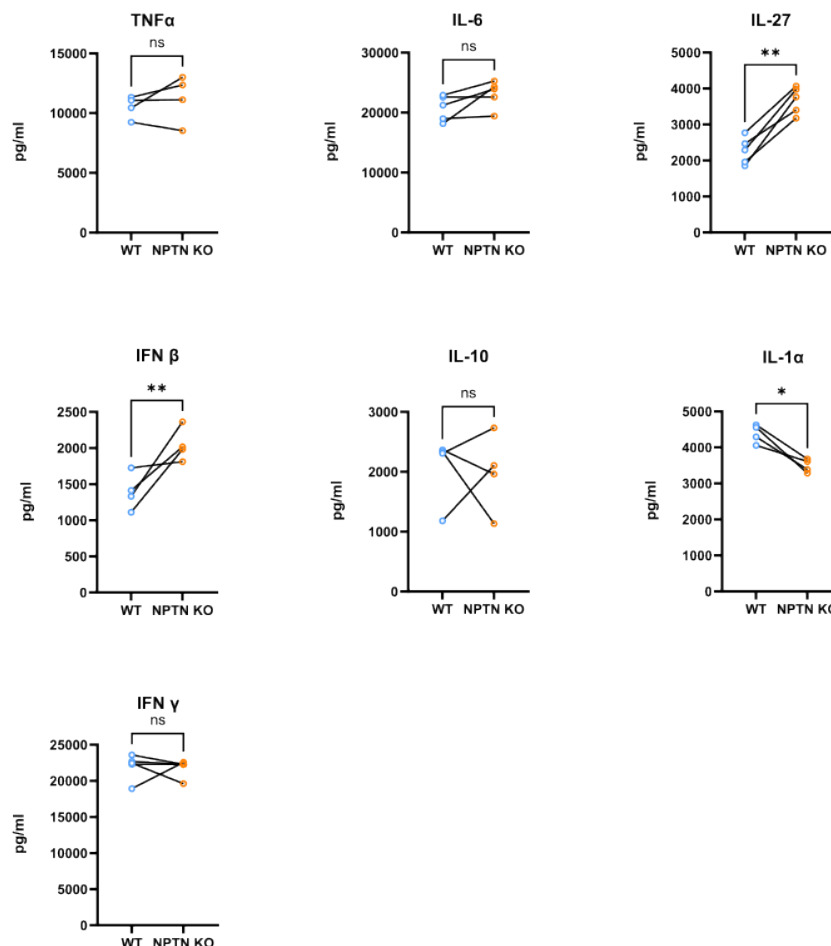 TNFα
ns
15000
10000
5000
0
pg/ml
WT NPTN KO
IL-6
ns
30000
20000
10000
0
pg/ml
WT NPTN KO
IL-27
**
5000
4000
3000
2000
1000
0
pg/ml
WT NPTN KO
IFN β
**
2500
2000
1500
1000
500
0
pg/ml
WT NPTN KO
IL-10
ns
3000
2000
1000
0
pg/ml
WT NPTN KO
IL-1α
*
5000
4000
3000
2000
1000
0
pg/ml
WT NPTN KO
IFN γ
ns
25000
20000
15000
10000
5000
0
pg/ml
WT NPTN KO